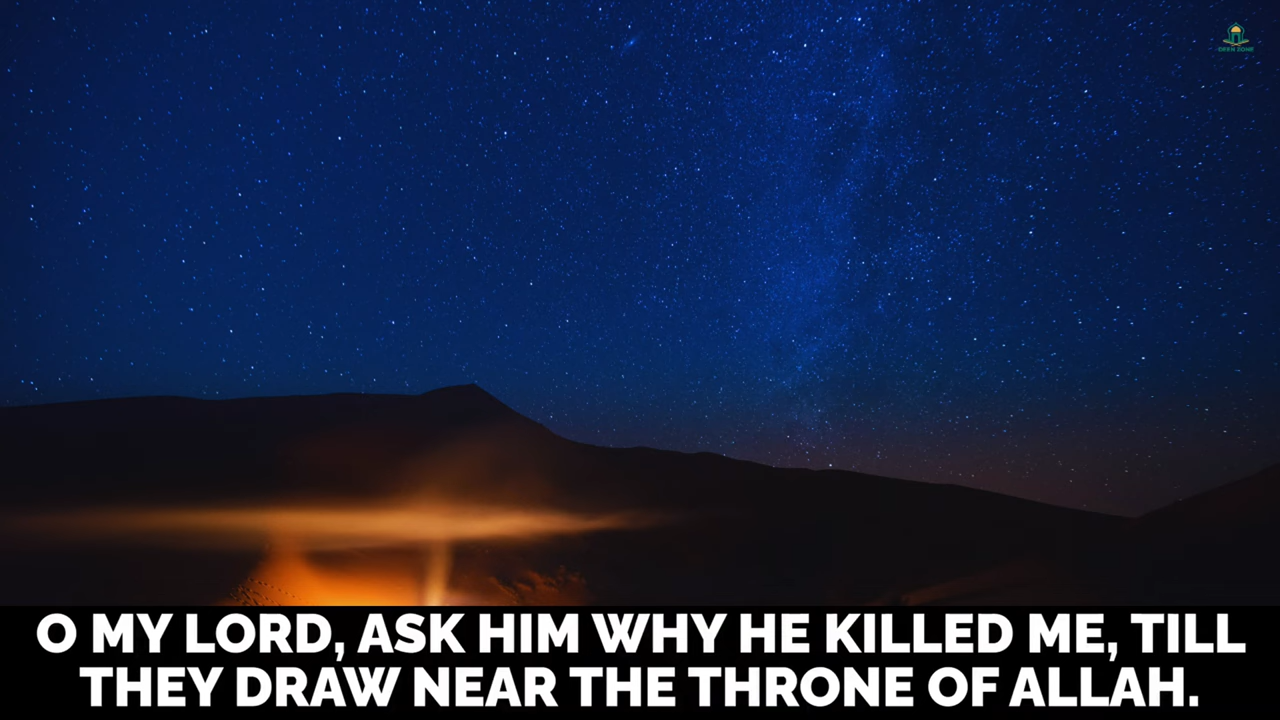 O MY LORD, ASK HIM WHY HE KILLED ME, TILL
THEY DRAW NEAR THE THRONE OF ALLAH.